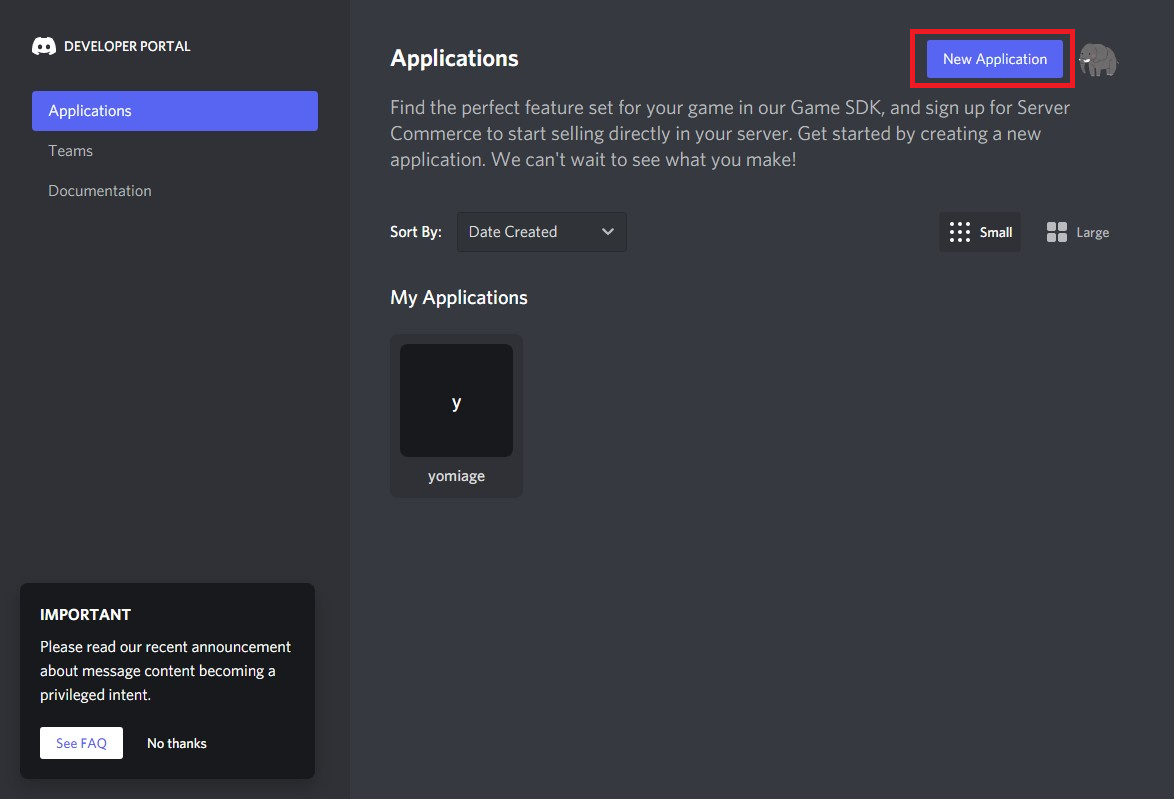 DEVELOPER PORTAL
Applications
Teams
Documentation
Applications
New Application
Find the perfect feature set for your game in our Game SDK, and sign up for Server
Commerce to start selling directly in your server. Get started by creating a new
application. We can't wait to see what you make!
Sort By:
Date Created
Small
Large
My Applications
y
yomiage
IMPORTANT
Please read our recent announcement
about message content becoming a
privileged intent.
See FAQ
No thanks